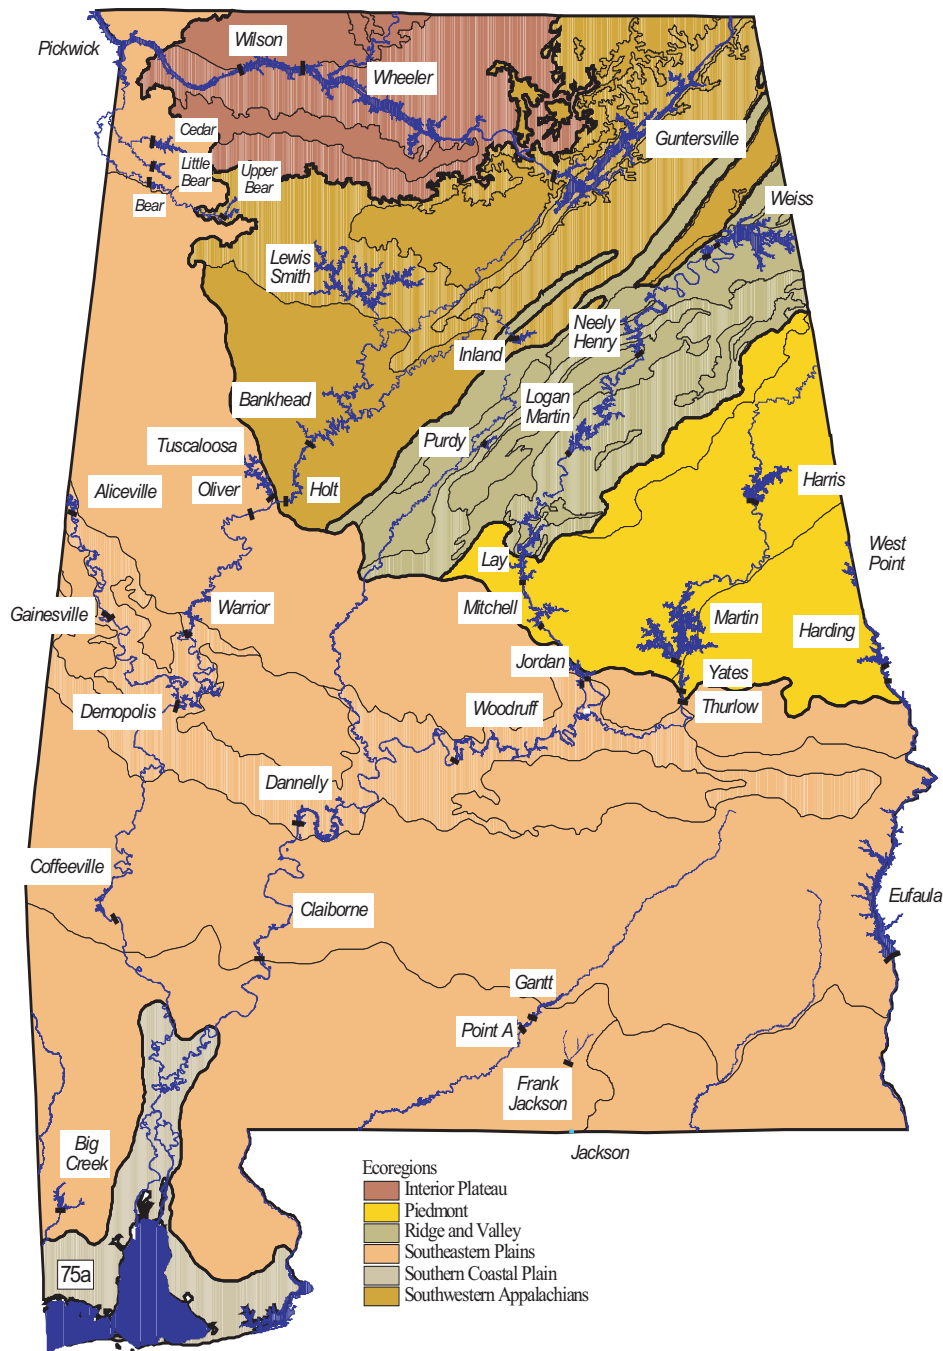 Pickwick
Wilson
Wheeler
Cedar
Little
Bear
Upper
Bear
Bear
Guntersville
Weiss
Lewis
Smith
Neely
Henry
Inland
Bankhead
Logan
Martin
Purdy
Tuscaloosa
Aliceville
Oliver
Holt
Harris
West
Point
Lay
Gainesville
Warrior
Mitchell
Martin
Harding
Jordan
Yates
Demopolis
Woodruff
Thurlow
Dannelly
Coffeeville
Claiborne
Eufaula
Gantt
Point A
Frank
Jackson
Big
Creek
Jackson
75a
Ecoregions
Interior Plateau
Piedmont
Ridge and Valley
Southeastern Plains
Southern Coastal Plain
Southwestern Appalachians